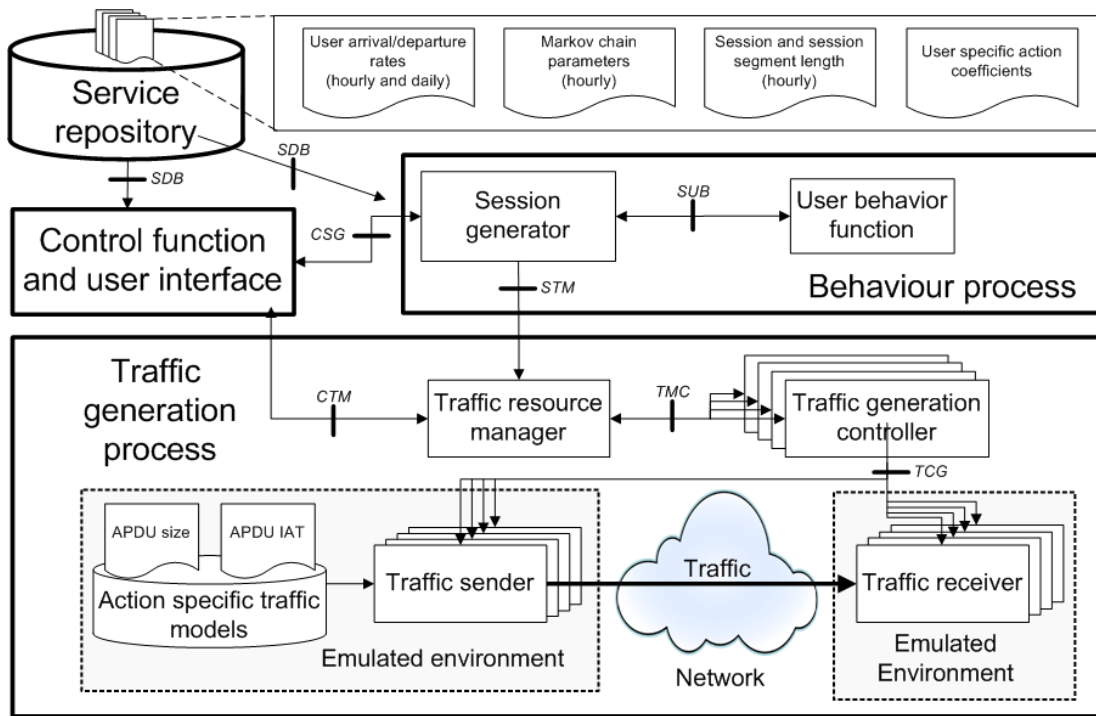 User arrival/departure
rates
(hourly and daily)
Markov chain
parameters
(hourly)
Session and session
segment length
(hourly)
User specific action
coefficients
Service
repository
SDB
SDB
Control function
and user interface
CSG
Session
generator
SUB
User behavior
function
STM
Behaviour process
Traffic
generation
process
CTM
Traffic resource
manager
TMC
Traffic generation
controller
TCG
APDU size
APDU IAT
Action specific traffic
models
Traffic sender
Emulated environment
Traffic
Network
Traffic receiver
Emulated
Environment